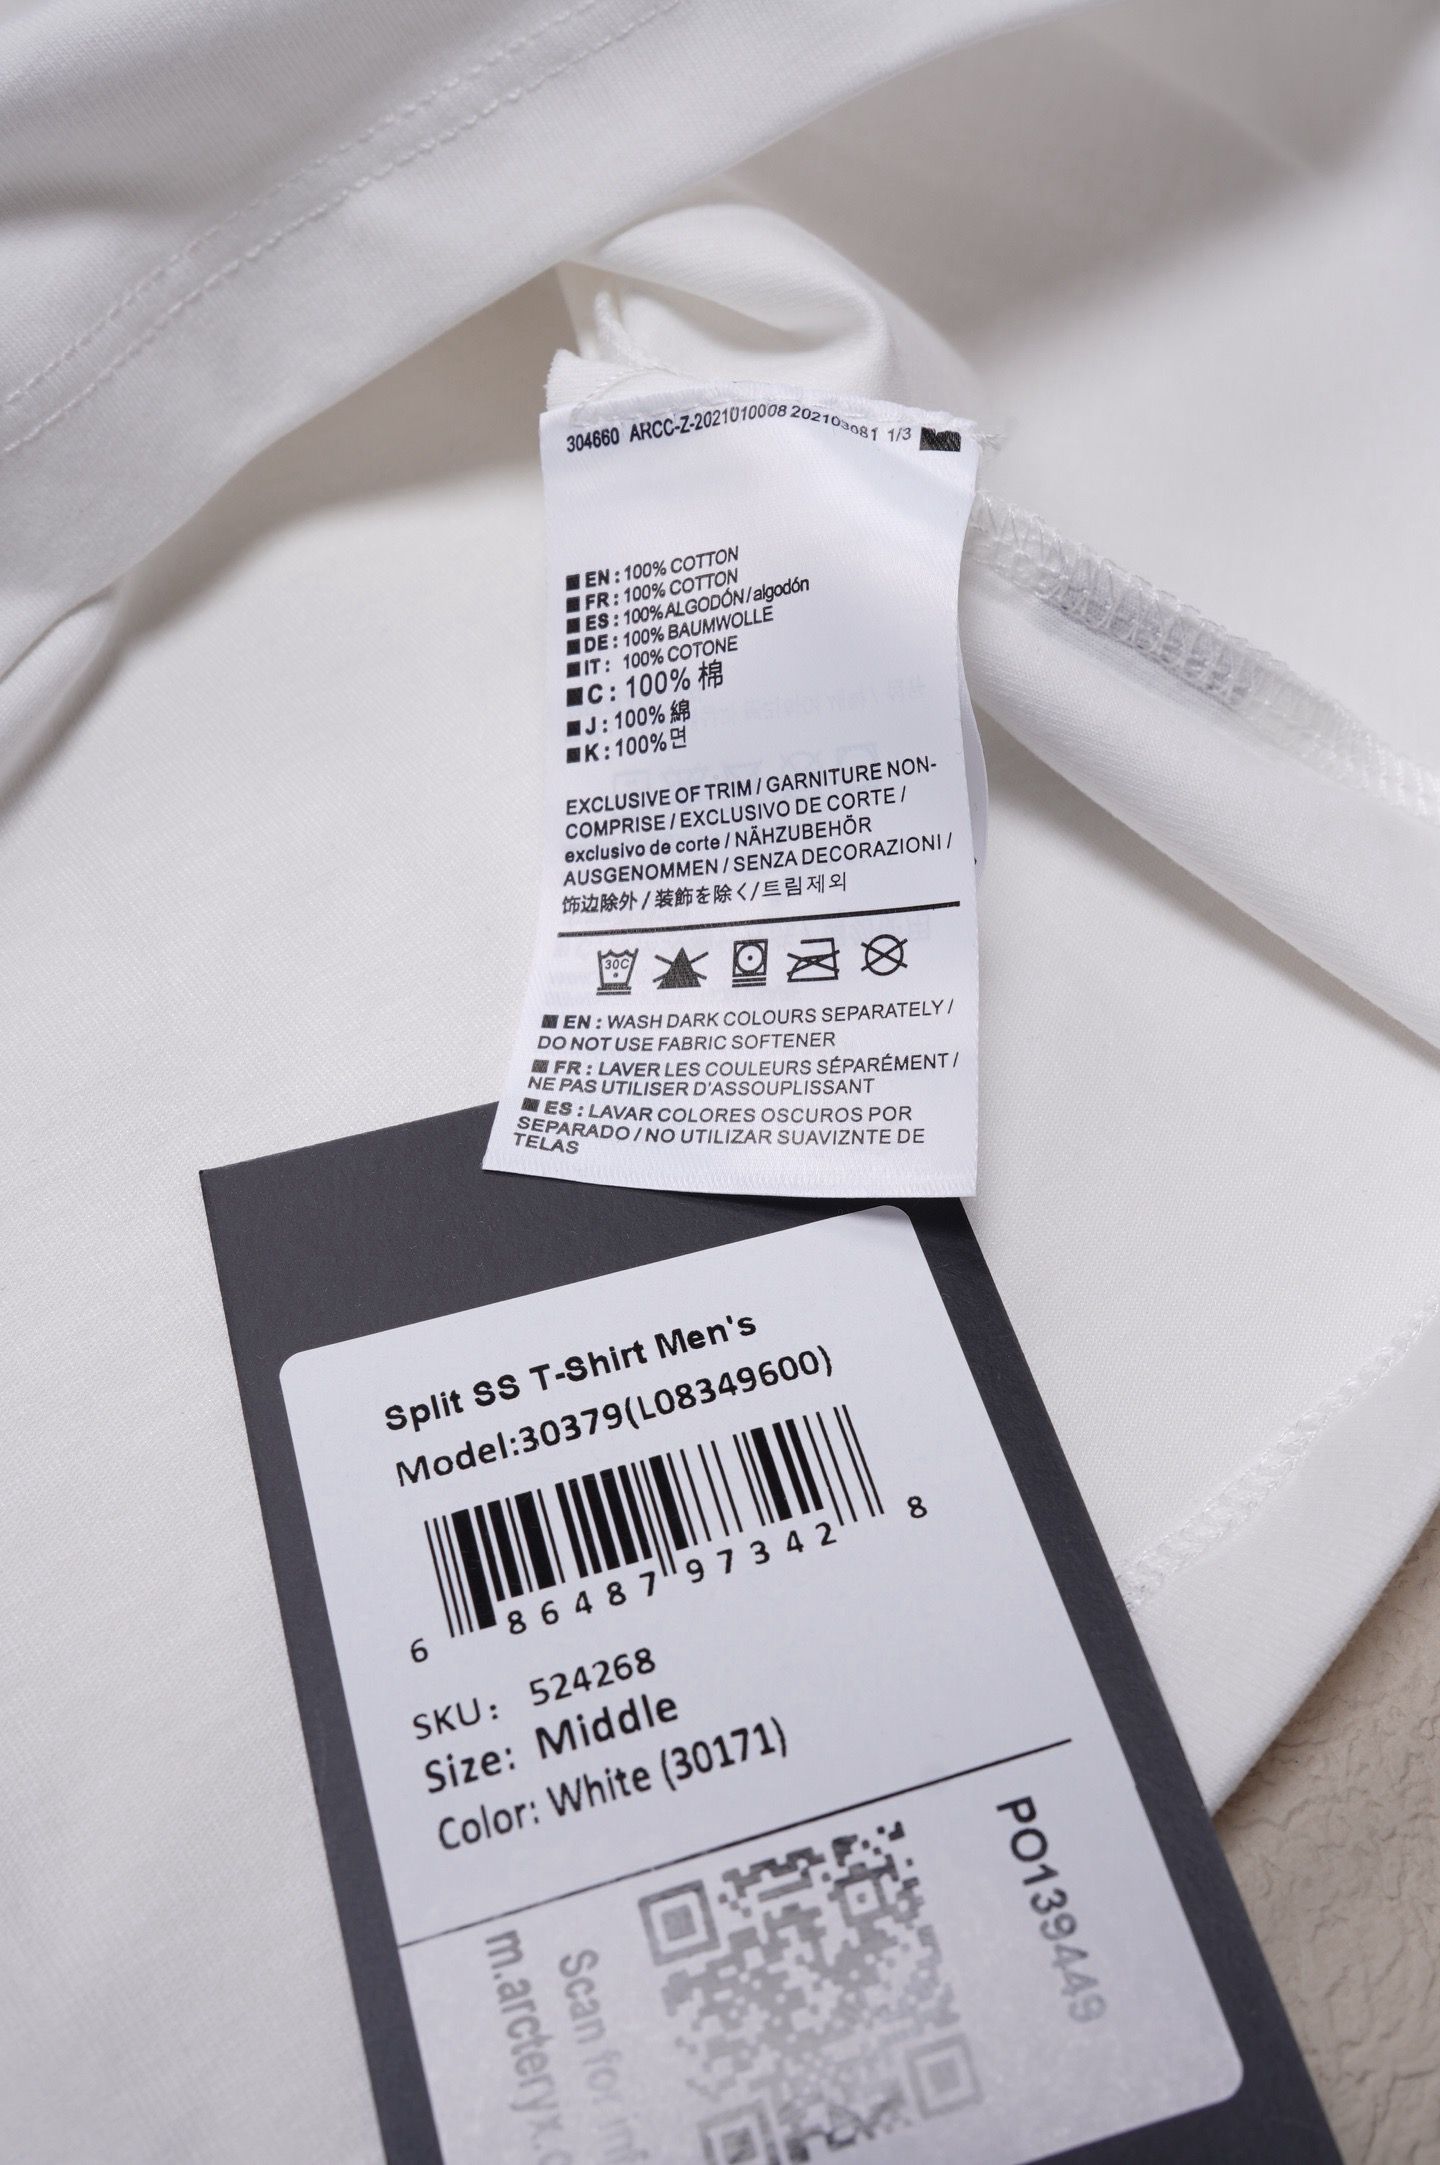 304660 ARCC-Z-2021010008 202103081 1/3
EN : 100% COTTON
FR : 100% COTTON
ES : 100% ALGODÓN / algodón
DE : 100% BAUMWOLLE
IT : 100% COTONE
C : 100% 棉
J : 100% 綿
K : 100% 면
EXCLUSIVE OF TRIM / GARNITURE NON-
COMPRISE / EXCLUSIVO DE CORTE /
exclusivo de corte / NÄHZUBEHÖR
AUSGENOMMEN / SENZA DECORAZIONI /
饰边除外 / 装飾を除く / 트림제외
30C
EN : WASH DARK COLOURS SEPARATELY /
DO NOT USE FABRIC SOFTENER
FR : LAVER LES COULEURS SÉPARÉMENT /
NE PAS UTILISER D'ASSOUPLISSANT
ES : LAVAR COLORES OSCUROS POR
SEPARADO / NO UTILIZAR SUAVIZNTE DE
TELAS
Split SS T-Shirt Men's
Model:30379(L08349600)
6 86487 97342 8
SKU: 524268
Size: Middle
Color: White (30171)
PO139449
Scan for
m.arcteryx.